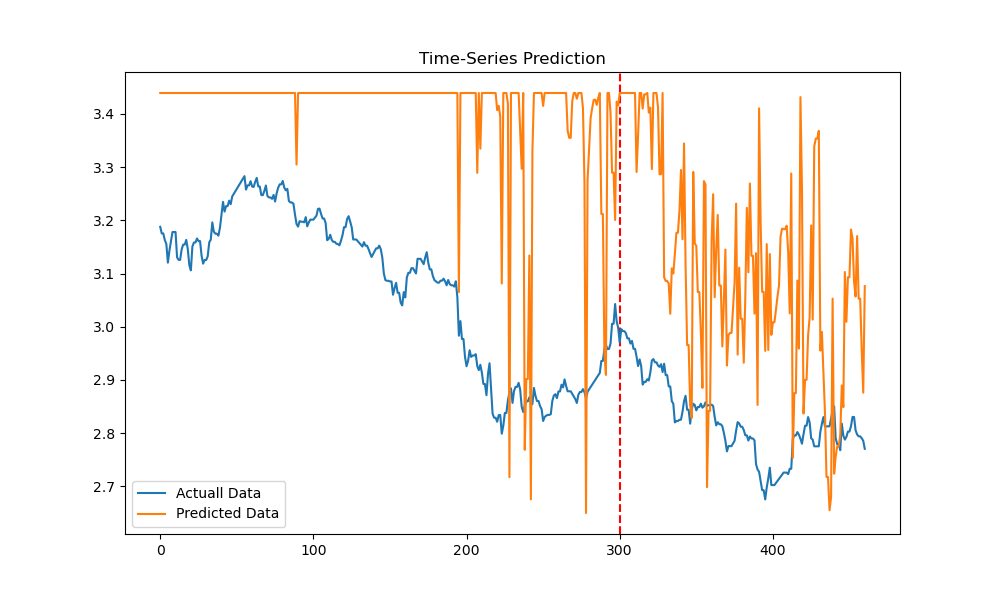 Time-Series Prediction
3.4
3.3
3.2
3.1
3.0
2.9
2.8
2.7
Actuall Data
Predicted Data
0 100 200 300 400